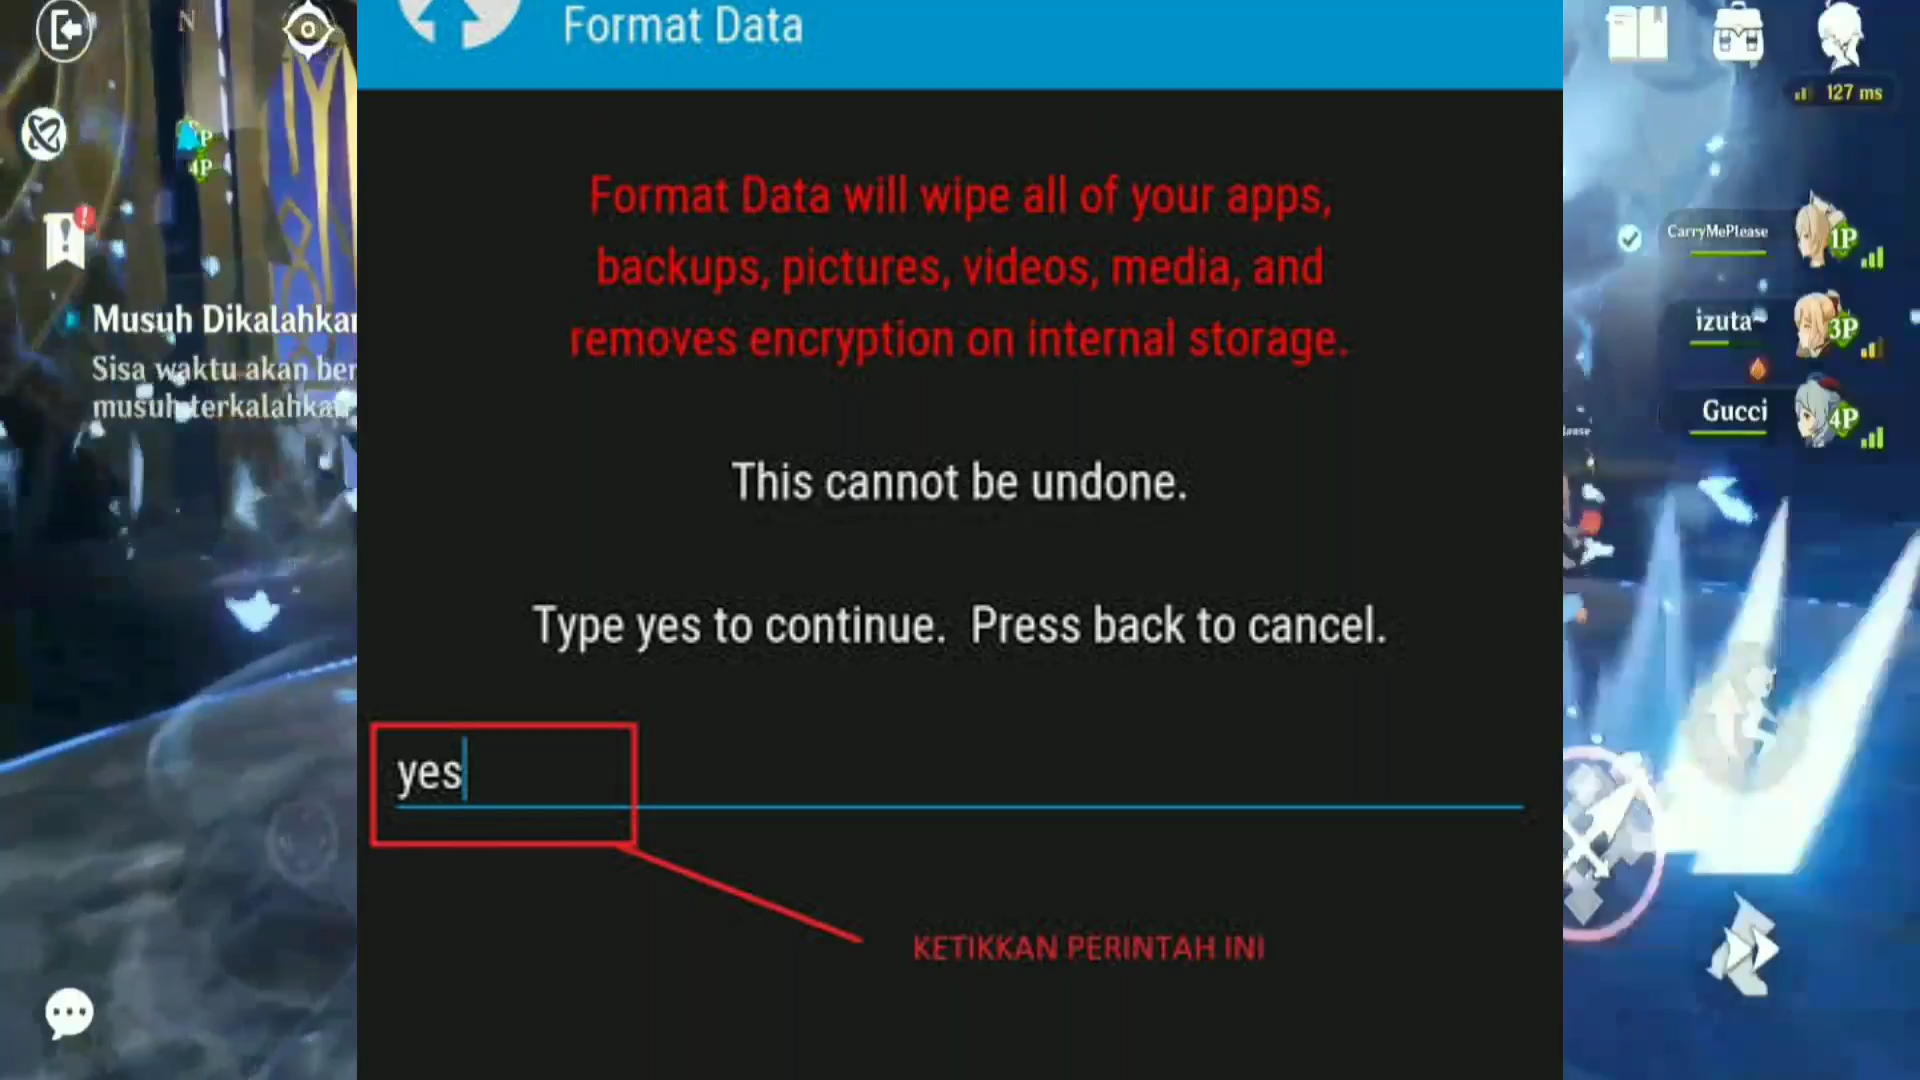 Format Data
Format Data will wipe all of your apps,
backups, pictures, videos, media, and
removes encryption on internal storage.
This cannot be undone.
Type yes to continue. Press back to cancel.
yes
KETIKKAN PERINTAH INI
N
4P
Musuh Dikalahkan
Sisa waktu akan ber
musuh terkalahkan
127 ms
CarryMePlease
1P
izuta~
3P
Gucci
4P